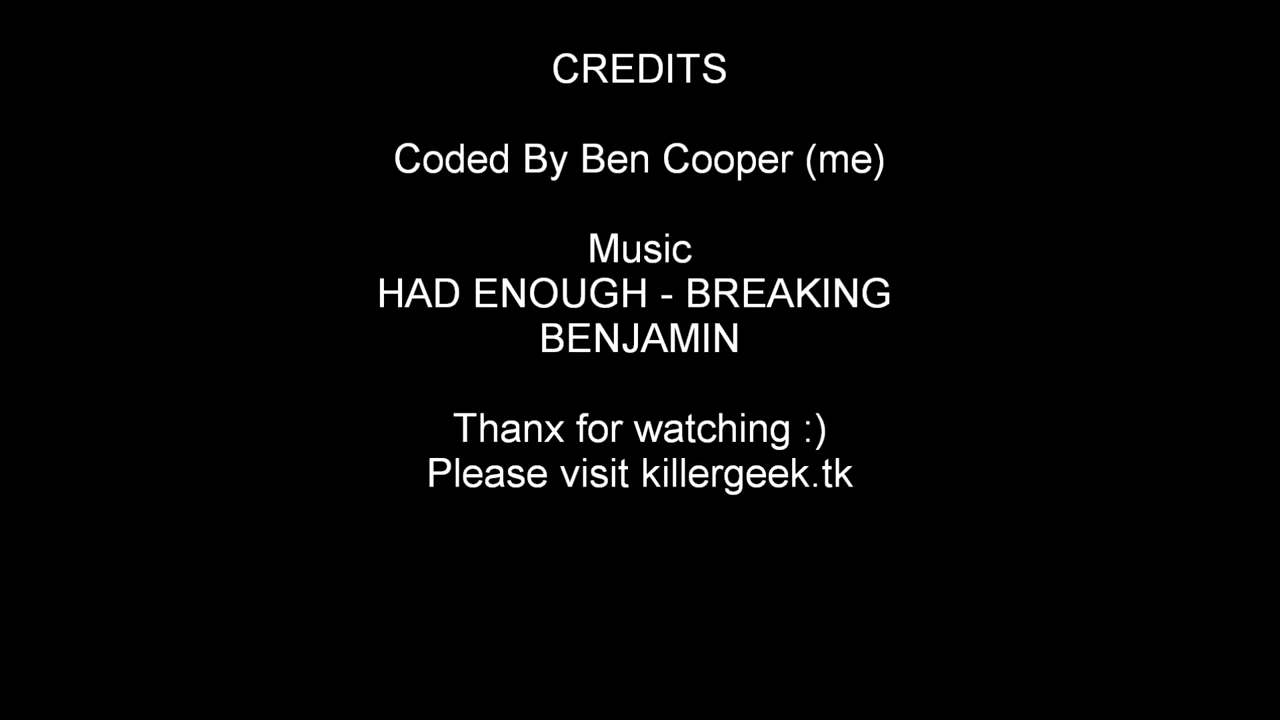 CREDITS
Coded By Ben Cooper (me)
Music
HAD ENOUGH - BREAKING
BENJAMIN
Thanx for watching :)
Please visit killergeek.tk